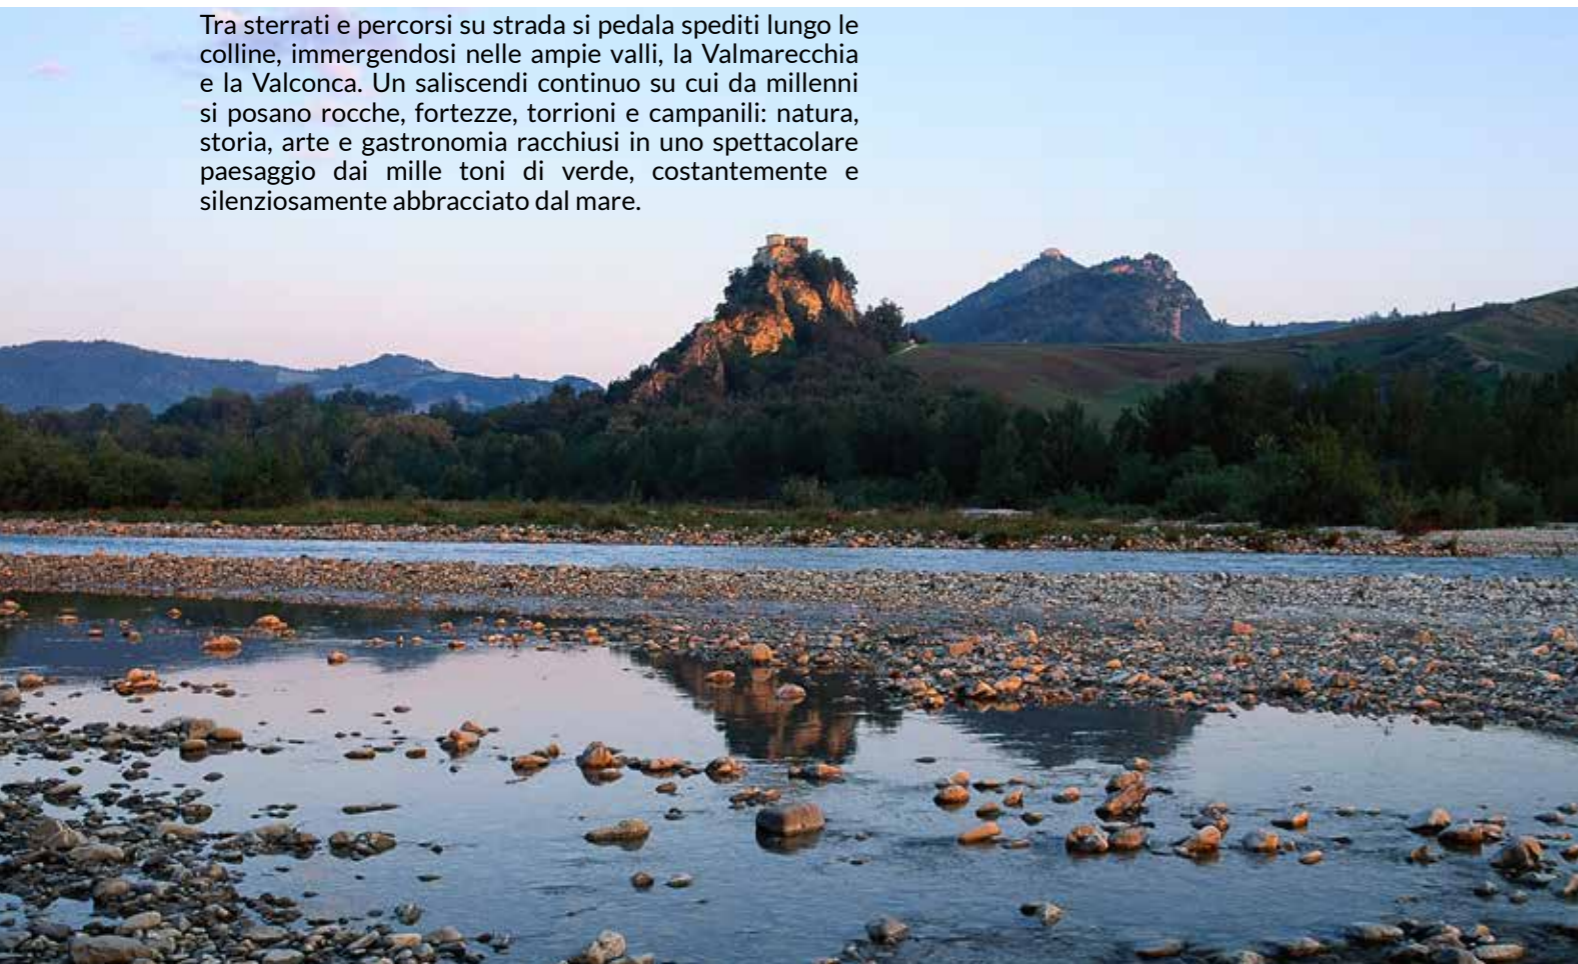 Tra sterrati e percorsi su strada si pedala spediti lungo le
colline, immergendosi nelle ampie valli, la Valmarecchia
e la Valconca. Un saliscendi continuo su cui da millenni
si posano rocche, fortezze, torrioni e campanili: natura,
storia, arte e gastronomia racchiusi in uno spettacolare
paesaggio dai mille toni di verde, costantemente e
silenziosamente abbracciato dal mare.